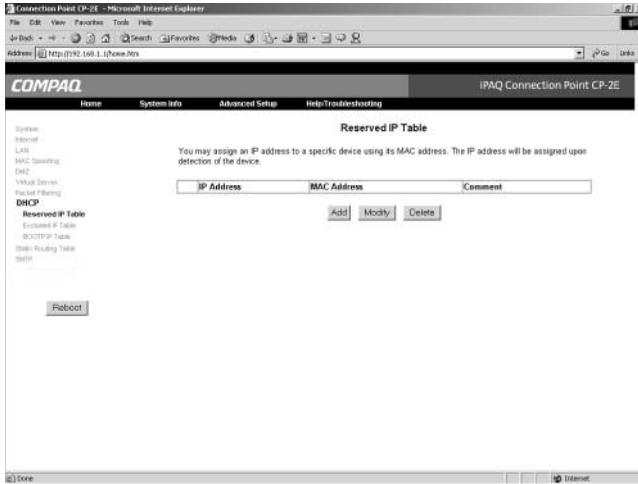 Connection Point CP-2E - Microsoft Internet Explorer
File Edit View Favorites Tools Help
Back Search Favorites Media
Address http://192.168.1.1/home.htm Go Links
COMPAQ iPAQ Connection Point CP-2E
Home System Info Advanced Setup Help/Troubleshooting
System
Internet
LAN
MAC Spoofing
DMZ
Virtual Server
Packet Filtering
DHCP
Reserved IP Table
Excluded IP Table
BOOTP IP Table
Static Routing Table
SMTP
Reboot
Reserved IP Table
You may assign an IP address to a specific device using its MAC address. The IP address will be assigned upon
detection of the device.
IP Address MAC Address Comment
Add Modify Delete
Done Internet